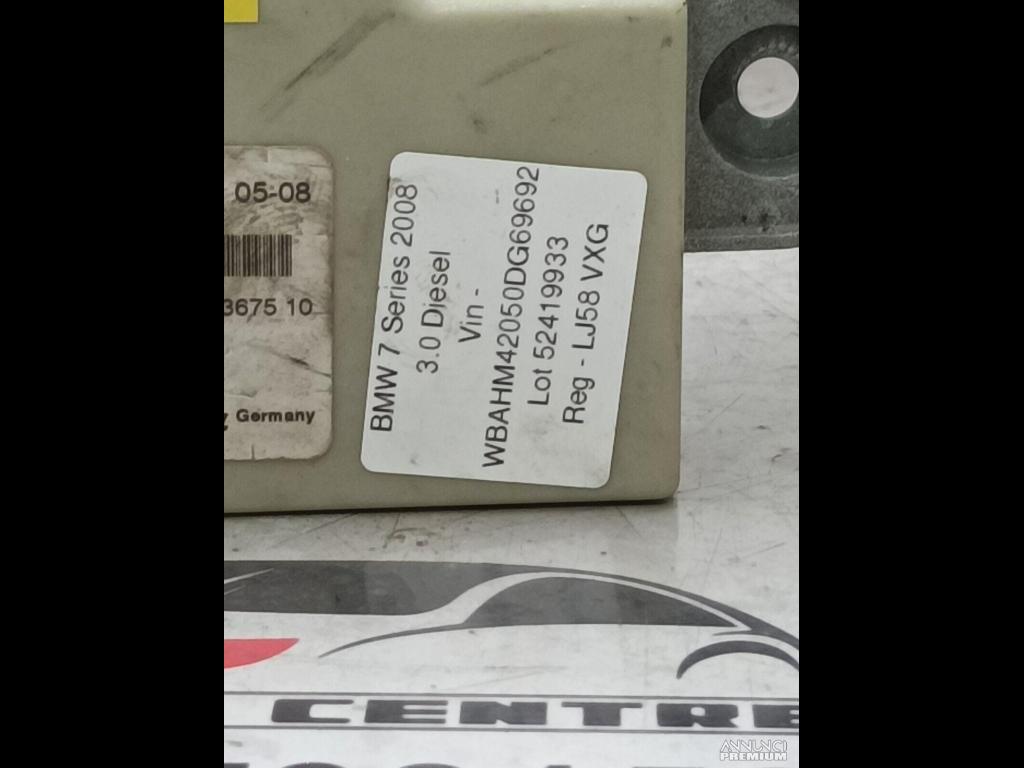 05-08
3675 10
Germany
BMW 7 Series 2008
3.0 Diesel
Vin -
WBAHM42050DG69692
Lot 52419933
Reg - LJ58 VXG
CENTRE
ANNUNCI
PREMIUM